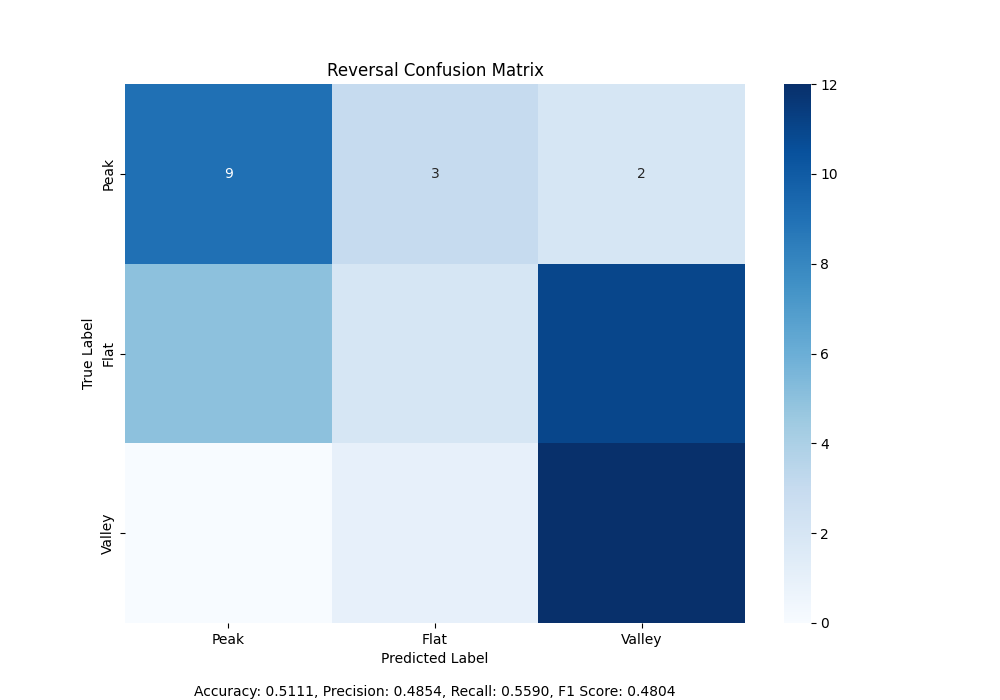 Reversal Confusion Matrix
12
10
8
6
4
2
0
True Label
Peak
9 3 2
Flat
Valley
Peak Flat Valley
Predicted Label
Accuracy: 0.5111, Precision: 0.4854, Recall: 0.5590, F1 Score: 0.4804